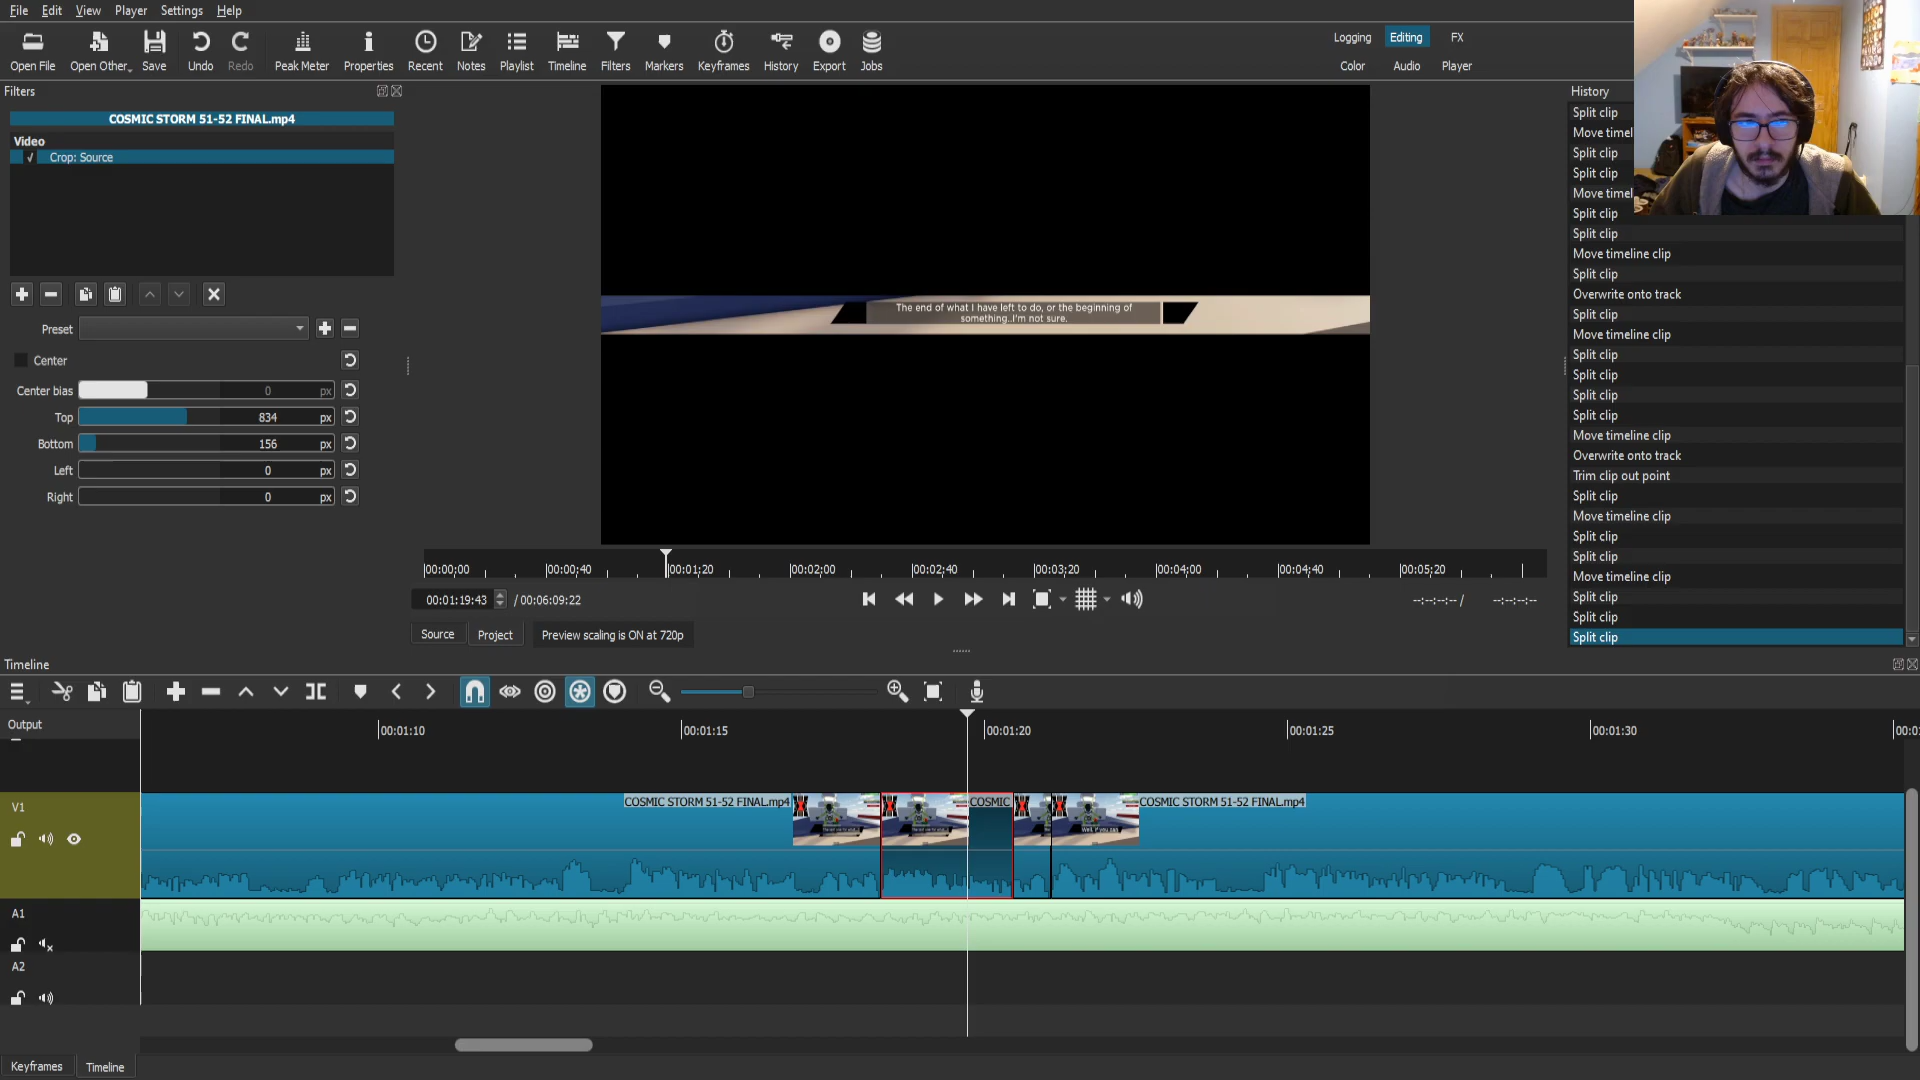 File Edit View Player Settings Help
Open File Open Other Save Undo Redo Peak Meter Properties Recent Notes Playlist Timeline Filters Markers Keyframes History Export Jobs
Logging Editing FX
Color Audio Player
Filters
COSMIC STORM 51-52 FINAL.mp4
Video
Crop: Source
Preset
Center
Center bias 0 px
Top 834 px
Bottom 156 px
Left 0 px
Right 0 px
The end of what I have left to do, or the beginning of
something..I'm not sure.
00:00:00 00:00:40 00:01:20 00:02:00 00:02:40 00:03:20 00:04:00 00:04:40 00:05:20
00:01:19:43 / 00:06:09:22 --:--:--:-- / --:--:--:--
Source Project Preview scaling is ON at 720p
History
Split clip
Move timel
Split clip
Split clip
Move timel
Split clip
Split clip
Move timeline clip
Split clip
Overwrite onto track
Split clip
Move timeline clip
Split clip
Split clip
Split clip
Split clip
Move timeline clip
Overwrite onto track
Trim clip out point
Split clip
Move timeline clip
Split clip
Split clip
Move timeline clip
Split clip
Split clip
Split clip
Timeline
Output
00:01:10 00:01:15 00:01:20 00:01:25 00:01:30 00:0
V1
COSMIC STORM 51-52 FINAL.mp4 COSMIC COSMIC STORM 51-52 FINAL.mp4
Well, if you can
A1
A2
Keyframes Timeline